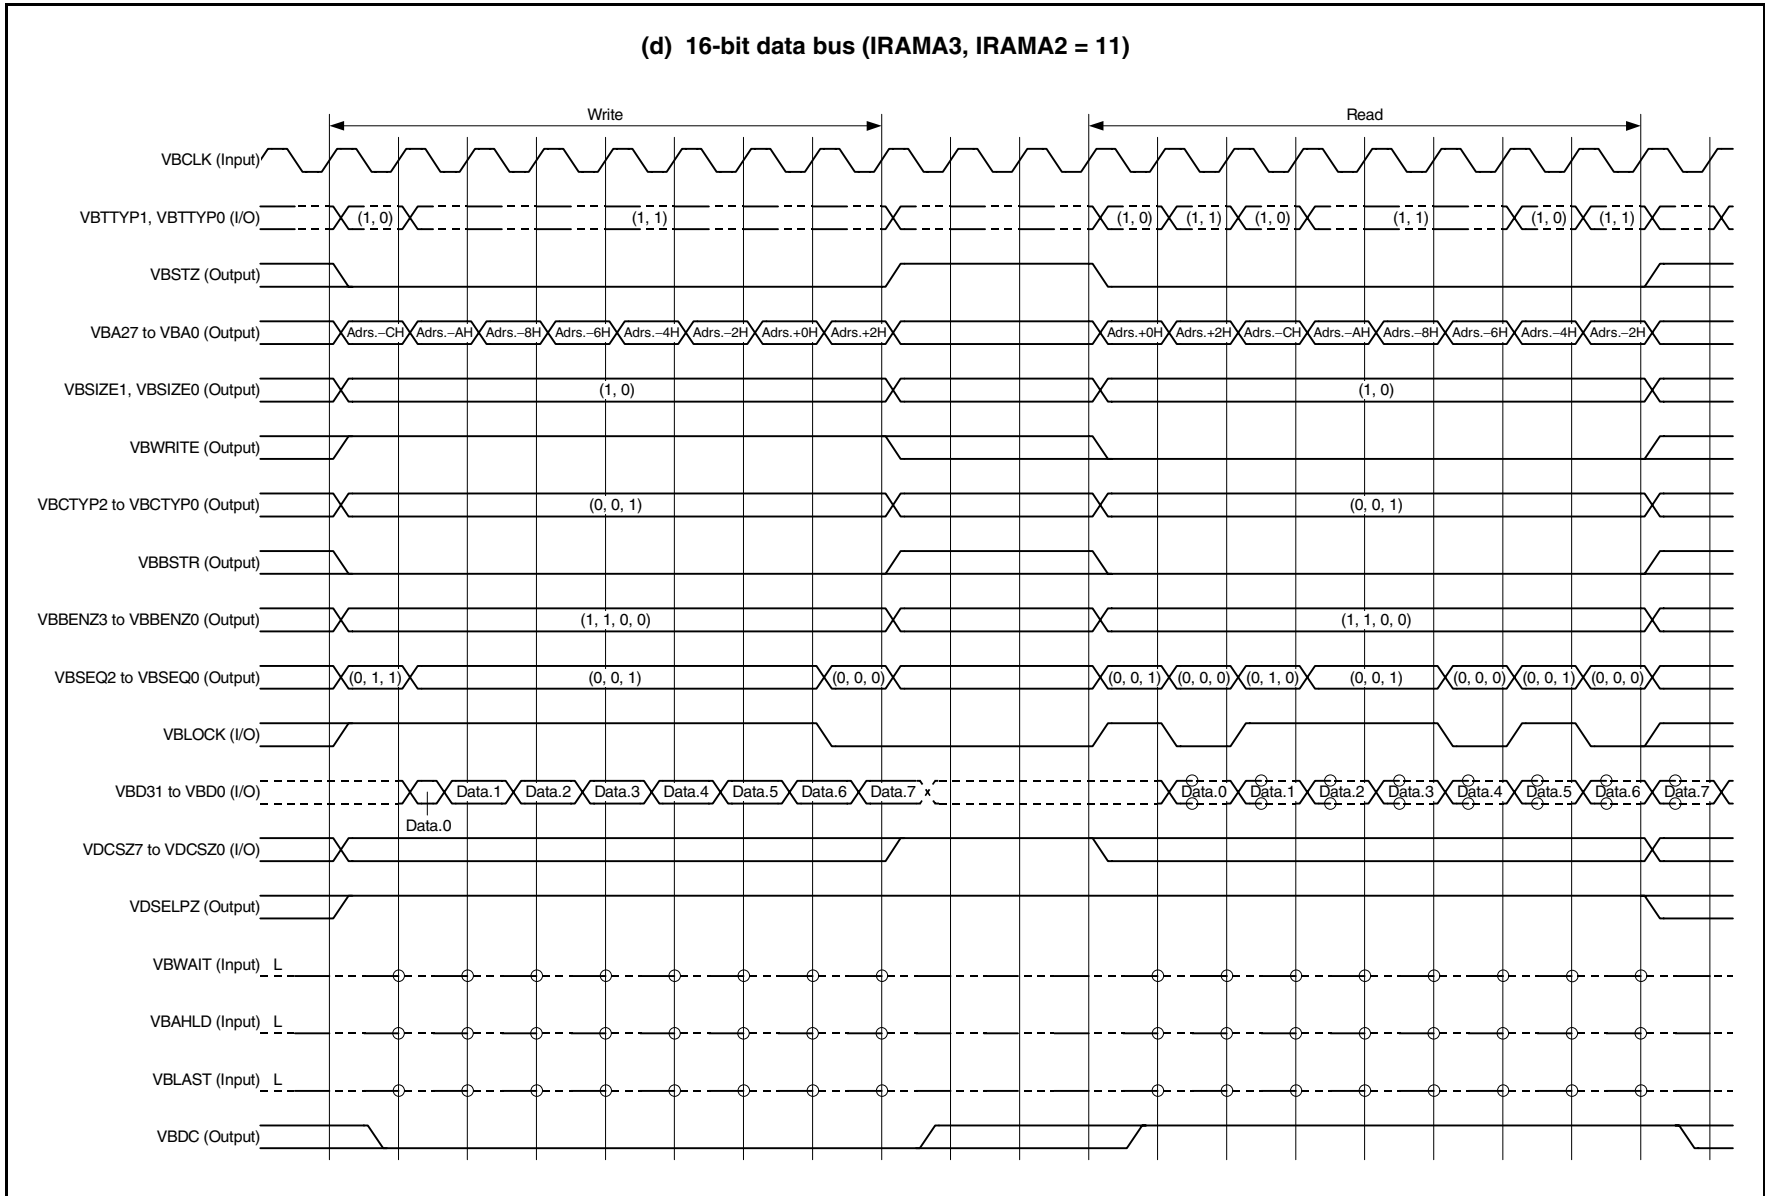 (d) 16-bit data bus (IRAMA3, IRAMA2 = 11)
Write Read
VBCLK (Input)
VBTTYP1, VBTTYP0 (I/O) (1, 0) (1, 1) (1, 0) (1, 1) (1, 0) (1, 1) (1, 0) (1, 1)
VBSTZ (Output)
VBA27 to VBA0 (Output) Adrs.−CH Adrs.−AH Adrs.−8H Adrs.−6H Adrs.−4H Adrs.−2H Adrs.+0H Adrs.+2H Adrs.+0H Adrs.+2H Adrs.−CH Adrs.−AH Adrs.−8H Adrs.−6H Adrs.−4H Adrs.−2H
VBSIZE1, VBSIZE0 (Output) (1, 0) (1, 0)
VBWRITE (Output)
VBCTYP2 to VBCTYP0 (Output) (0, 0, 1) (0, 0, 1)
VBBSTR (Output)
VBBENZ3 to VBBENZ0 (Output) (1, 1, 0, 0) (1, 1, 0, 0)
VBSEQ2 to VBSEQ0 (Output) (0, 1, 1) (0, 0, 1) (0, 0, 0) (0, 0, 1) (0, 0, 0) (0, 1, 0) (0, 0, 1) (0, 0, 0) (0, 0, 1) (0, 0, 0)
VBLOCK (I/O)
VBD31 to VBD0 (I/O) Data.1 Data.2 Data.3 Data.4 Data.5 Data.6 Data.7 Data.0 Data.1 Data.2 Data.3 Data.4 Data.5 Data.6 Data.7
Data.0
VDCSZ7 to VDCSZ0 (I/O)
VDSELPZ (Output)
VBWAIT (Input) L
VBAHLD (Input) L
VBLAST (Input) L
VBDC (Output)